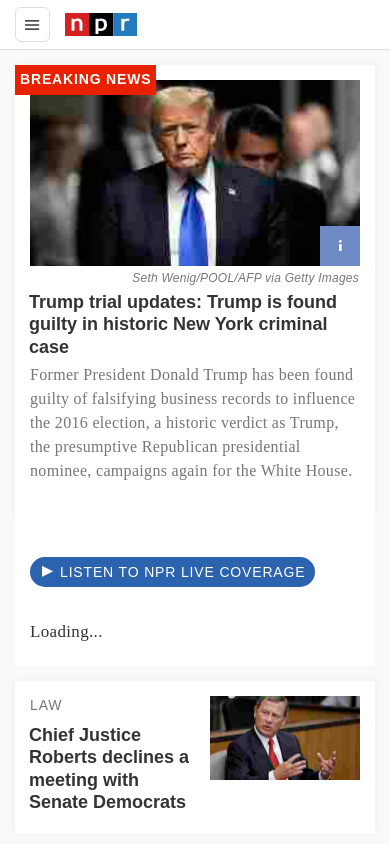 npr
BREAKING NEWS
Seth Wenig/POOL/AFP via Getty Images
Trump trial updates: Trump is found
guilty in historic New York criminal
case
Former President Donald Trump has been found
guilty of falsifying business records to influence
the 2016 election, a historic verdict as Trump,
the presumptive Republican presidential
nominee, campaigns again for the White House.
LISTEN TO NPR LIVE COVERAGE
Loading...
LAW
Chief Justice
Roberts declines a
meeting with
Senate Democrats